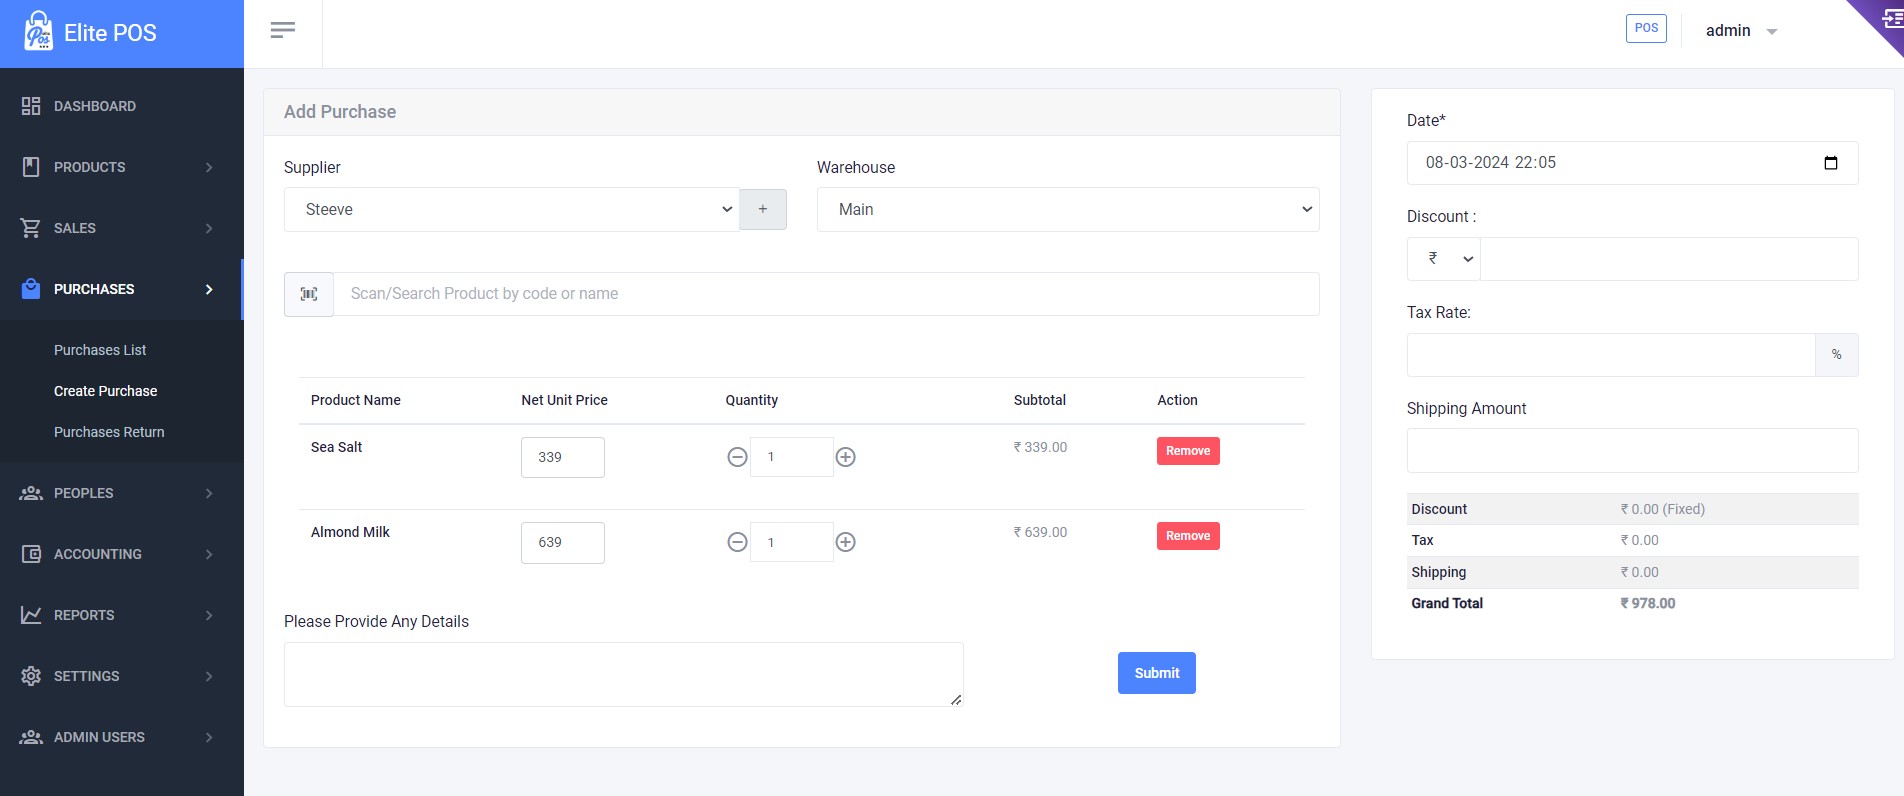 Elite POS
POS
admin
DASHBOARD
PRODUCTS
SALES
PURCHASES
Purchases List
Create Purchase
Purchases Return
PEOPLES
ACCOUNTING
REPORTS
SETTINGS
ADMIN USERS
Add Purchase
Supplier
Warehouse
Steeve
+
Main
Scan/Search Product by code or name
Product Name Net Unit Price Quantity Subtotal Action
Sea Salt 339 1 ₹ 339.00 Remove
Almond Milk 639 1 ₹ 639.00 Remove
Please Provide Any Details
Submit
Date*
08-03-2024 22:05
Discount :
₹
Tax Rate:
%
Shipping Amount
Discount ₹ 0.00 (Fixed)
Tax ₹ 0.00
Shipping ₹ 0.00
Grand Total ₹ 978.00